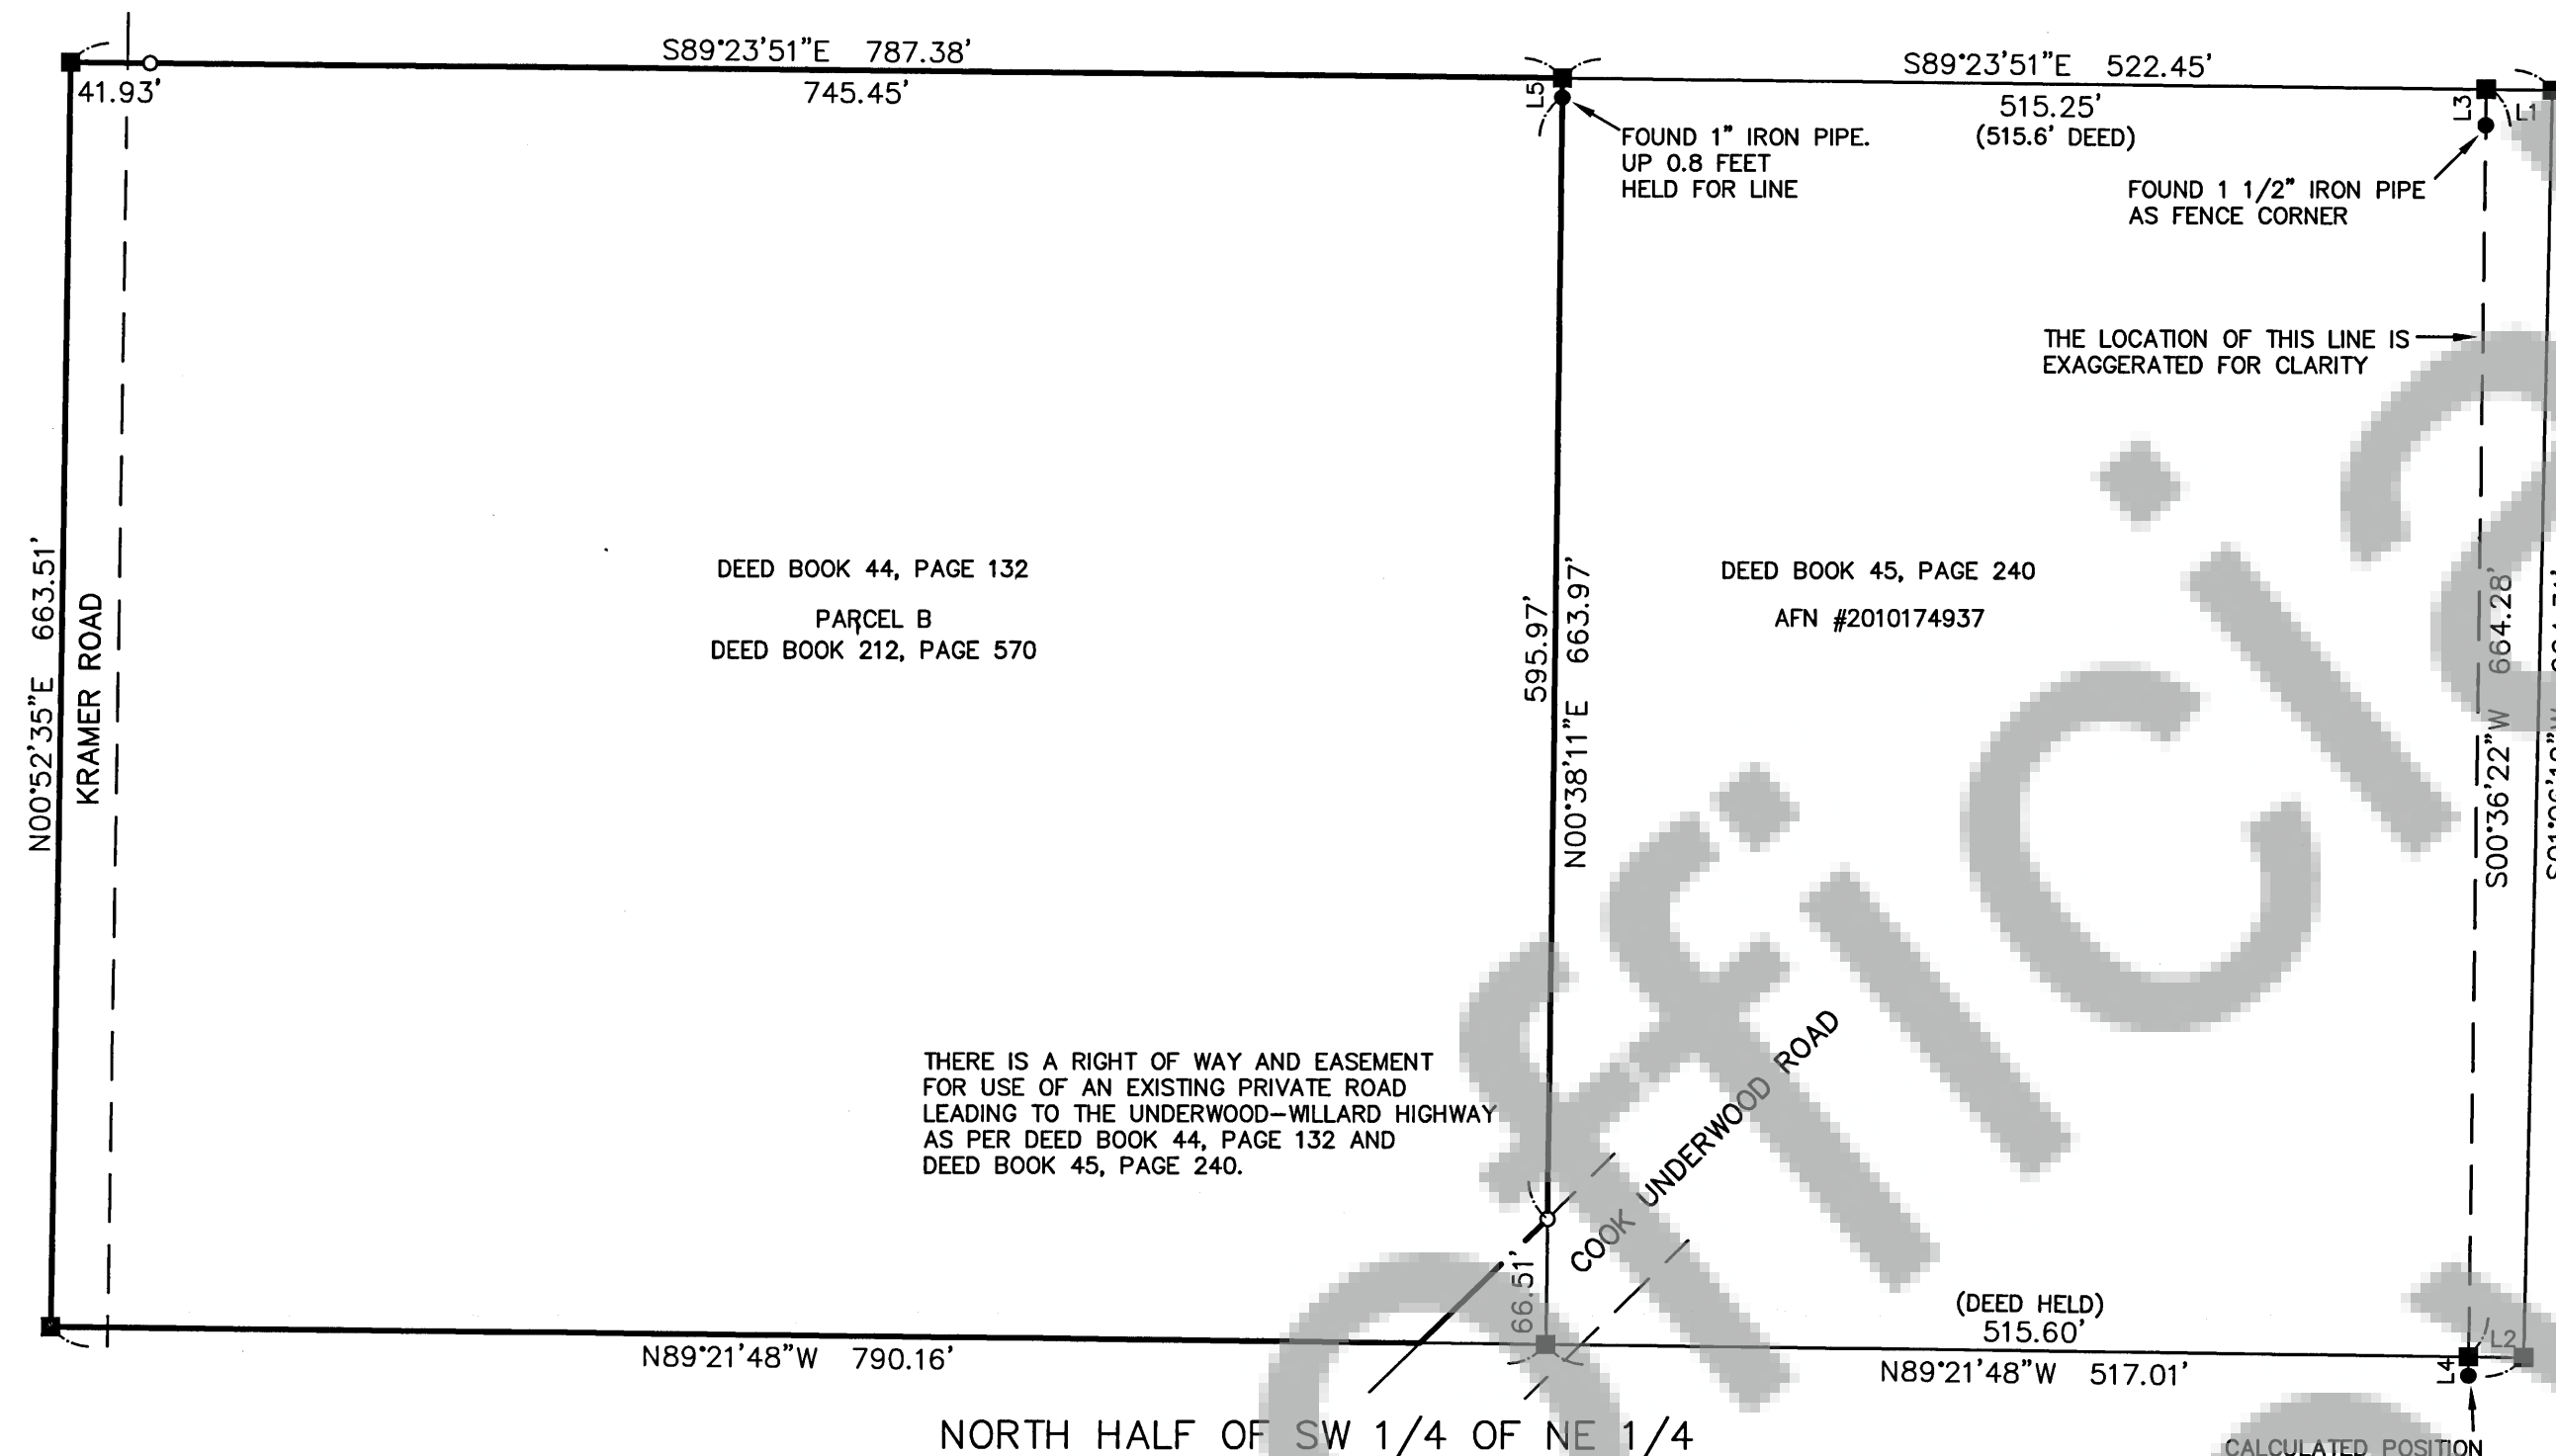 S89°23'51"E 787.38'
S89°23'51"E 522.45'
41.93'
745.45'
L5
515.25'
(515.6' DEED)
L3
L1
FOUND 1" IRON PIPE.
UP 0.8 FEET
HELD FOR LINE
FOUND 1 1/2" IRON PIPE
AS FENCE CORNER
THE LOCATION OF THIS LINE IS
EXAGGERATED FOR CLARITY
N00°52'35"E 663.51'
KRAMER ROAD
DEED BOOK 44, PAGE 132
PARCEL B
DEED BOOK 212, PAGE 570
595.97'
N00°38'11"E 663.97'
DEED BOOK 45, PAGE 240
AFN #2010174937
S00°36'22"W 664.28'
THERE IS A RIGHT OF WAY AND EASEMENT
FOR USE OF AN EXISTING PRIVATE ROAD
LEADING TO THE UNDERWOOD-WILLARD HIGHWAY
AS PER DEED BOOK 44, PAGE 132 AND
DEED BOOK 45, PAGE 240.
COOK UNDERWOOD ROAD
66.51'
(DEED HELD)
515.60'
L2
L4
N89°21'48"W 790.16'
N89°21'48"W 517.01'
NORTH HALF OF SW 1/4 OF NE 1/4
CALCULATED POSITION